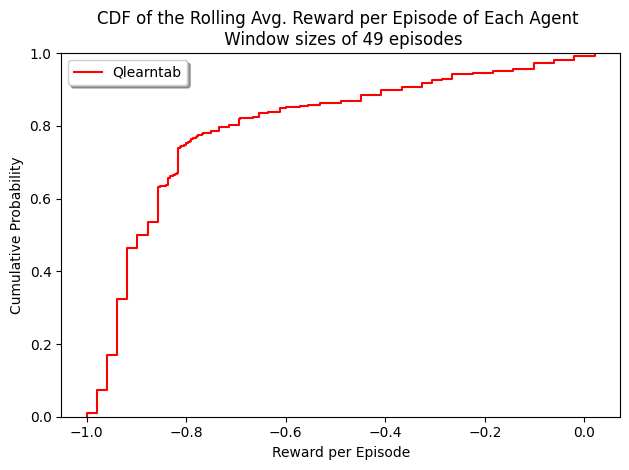 CDF of the Rolling Avg. Reward per Episode of Each Agent
Window sizes of 49 episodes
Qlearntab
Cumulative Probability
1.0
0.8
0.6
0.4
0.2
0.0
−1.0 −0.8 −0.6 −0.4 −0.2 0.0
Reward per Episode